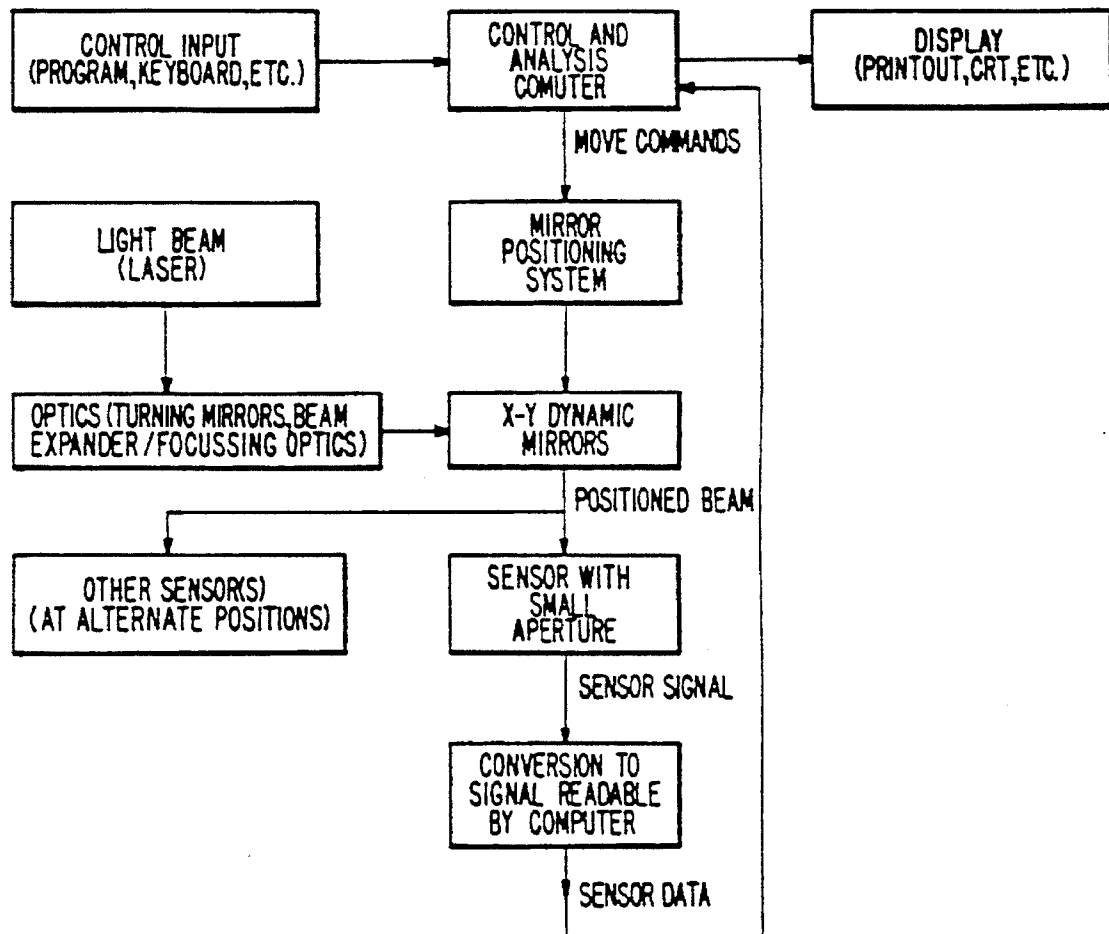 CONTROL INPUT
(PROGRAM,KEYBOARD,ETC.)
CONTROL AND
ANALYSIS
COMUTER
DISPLAY
(PRINTOUT,CRT,ETC.)
MOVE COMMANDS
LIGHT BEAM
(LASER)
MIRROR
POSITIONING
SYSTEM
OPTICS (TURNING MIRRORS,BEAM
EXPANDER/FOCUSSING OPTICS)
X-Y DYNAMIC
MIRRORS
POSITIONED BEAM
OTHER SENSOR(S)
(AT ALTERNATE POSITIONS)
SENSOR WITH
SMALL
APERTURE
SENSOR SIGNAL
CONVERSION TO
SIGNAL READABLE
BY COMPUTER
SENSOR DATA